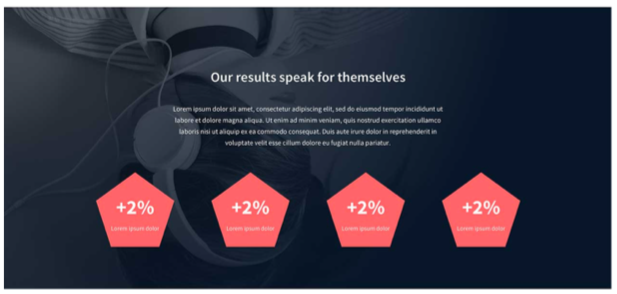 Our results speak for themselves
Lorem ipsum dolor sit amet, consectetur adipiscing elit, sed do eiusmod tempor incididunt ut
labore et dolore magna aliqua. Ut enim ad minim veniam, quis nostrud exercitation ullamco
laboris nisi ut aliquip ex ea commodo consequat. Duis aute irure dolor in reprehenderit in
voluptate velit esse cillum dolore eu fugiat nulla pariatur.
+2% +2% +2% +2%
Lorem ipsum dolor Lorem ipsum dolor Lorem ipsum dolor Lorem ipsum dolor